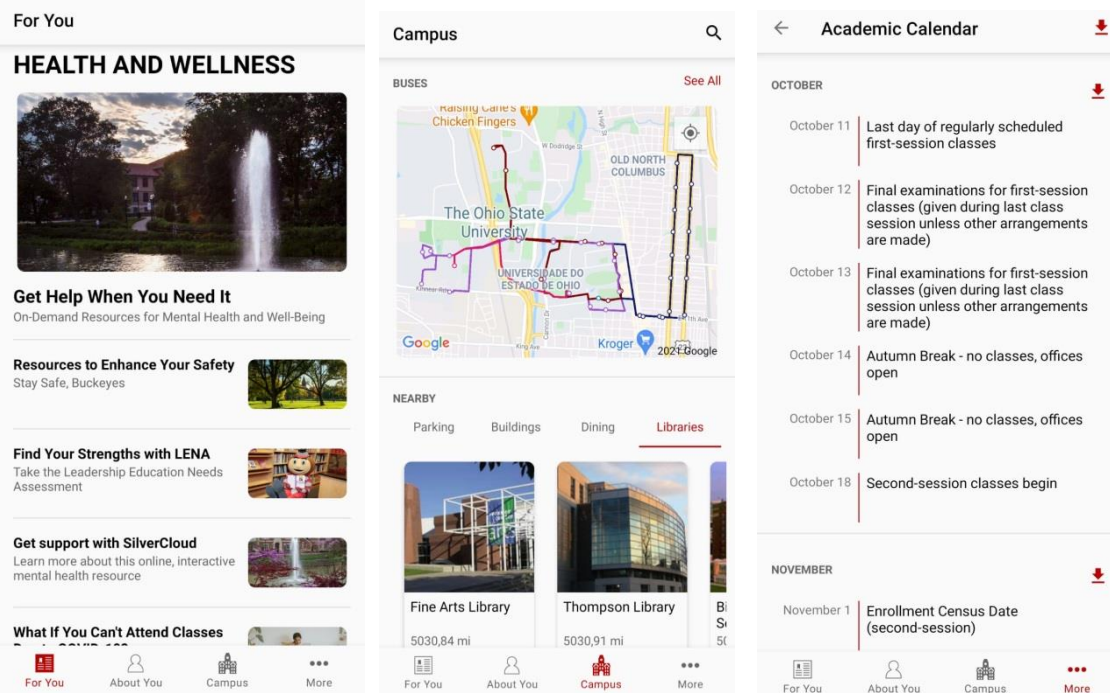 For You
HEALTH AND WELLNESS
Get Help When You Need It
On-Demand Resources for Mental Health and Well-Being
Resources to Enhance Your Safety
Stay Safe, Buckeyes
Find Your Strengths with LENA
Take the Leadership Education Needs
Assessment
Get support with SilverCloud
Learn more about this online, interactive
mental health resource
What If You Can't Attend Classes
For You
About You
Campus
More
Campus
BUSES
See All
Raising Cane's
Chicken Fingers
W Dodridge St
N High St
OLD NORTH
COLUMBUS
The Ohio State
University
UNIVERSIDADE DO
ESTADO DE OHIO
Kinnear Rd
Cannon Dr
King Ave
Kroger
Google
2021 Google
NEARBY
Parking
Buildings
Dining
Libraries
Fine Arts Library
5030,84 mi
Thompson Library
5030,91 mi
For You
About You
Campus
More
Academic Calendar
OCTOBER
October 11
Last day of regularly scheduled
first-session classes
October 12
Final examinations for first-session
classes (given during last class
session unless other arrangements
are made)
October 13
Final examinations for first-session
classes (given during last class
session unless other arrangements
are made)
October 14
Autumn Break - no classes, offices
open
October 15
Autumn Break - no classes, offices
open
October 18
Second-session classes begin
NOVEMBER
November 1
Enrollment Census Date
(second-session)
For You
About You
Campus
More